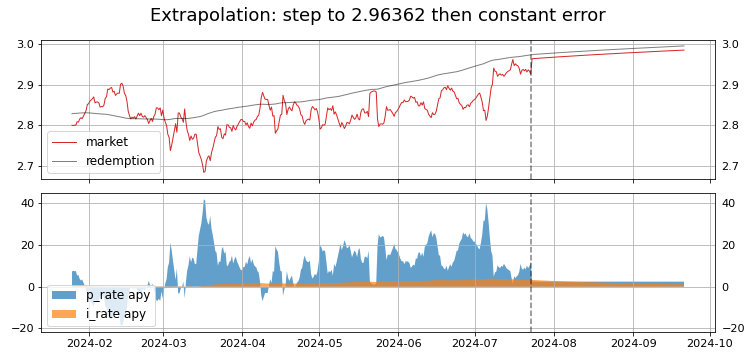 Extrapolation: step to 2.96362 then constant error
3.0 3.0
2.9 2.9
2.8 2.8
2.7 2.7
market
redemption
40 40
20 20
0 0
−20 −20
p_rate apy
i_rate apy
2024-02 2024-03 2024-04 2024-05 2024-06 2024-07 2024-08 2024-09 2024-10